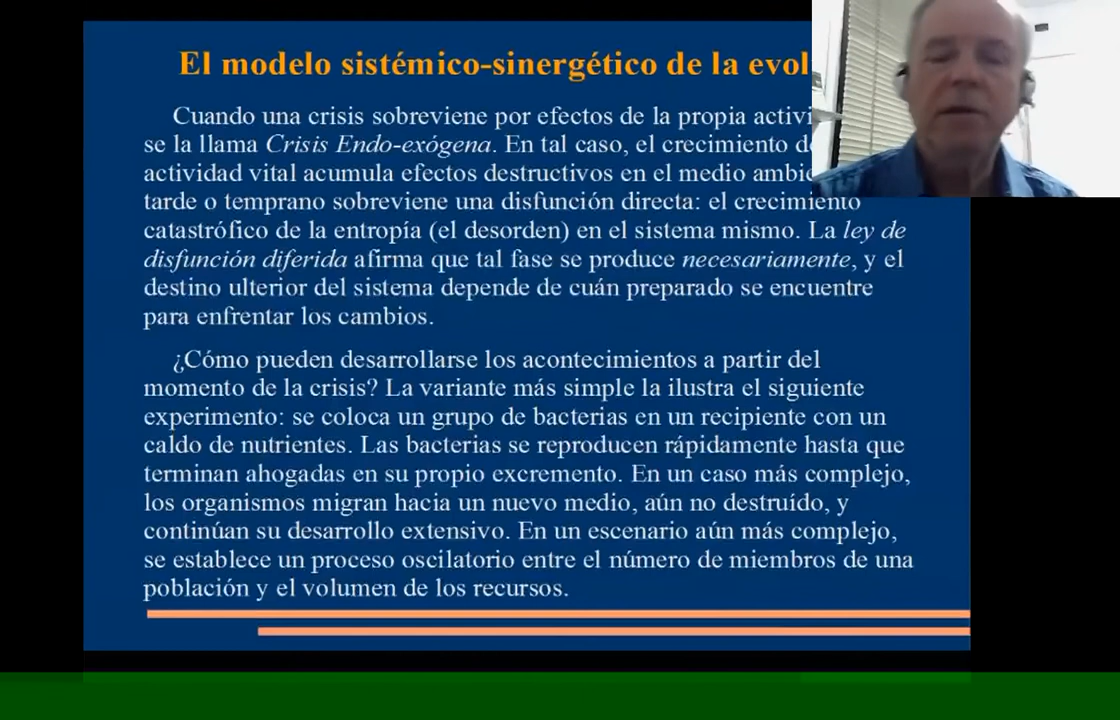 El modelo sistémico-sinergético de la
Cuando una crisis sobreviene por efectos de la propia
se la llama Crisis Endo-exógena. En tal caso, el crecimiento
actividad vital acumula efectos destructivos en el medio
tarde o temprano sobreviene una disfunción directa: el crecimiento
catastrófico de la entropía (el desorden) en el sistema mismo. La ley de
disfunción diferida afirma que tal fase se produce necesariamente, y el
destino ulterior del sistema depende de cuán preparado se encuentre
para enfrentar los cambios.
¿Cómo pueden desarrollarse los acontecimientos a partir del
momento de la crisis? La variante más simple la ilustra el siguiente
experimento: se coloca un grupo de bacterias en un recipiente con un
caldo de nutrientes. Las bacterias se reproducen rápidamente hasta que
terminan ahogadas en su propio excremento. En un caso más complejo,
los organismos migran hacia un nuevo medio, aún no destruído, y
continúan su desarrollo extensivo. En un escenario aún más complejo,
se establece un proceso oscilatorio entre el número de miembros de una
población y el volumen de los recursos.